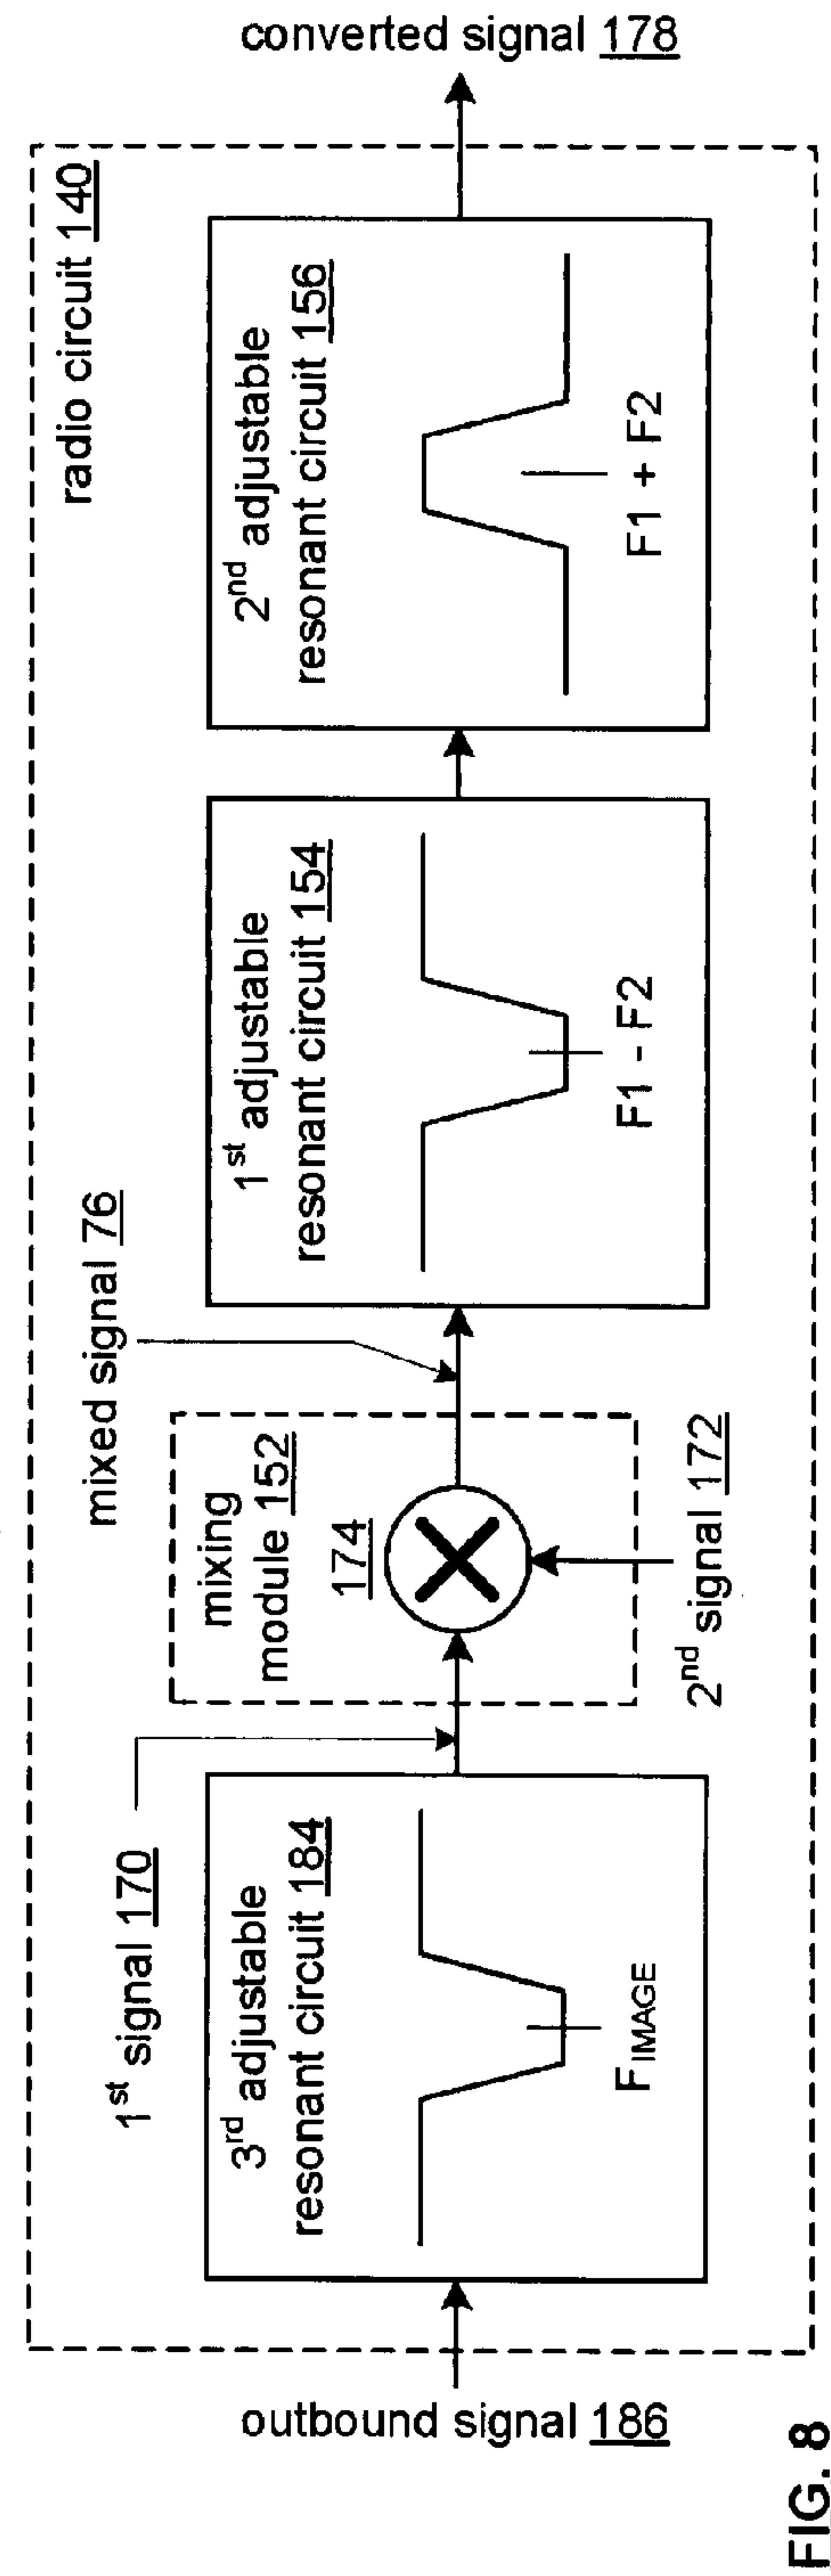 converted signal 178
radio circuit 140
2nd adjustable
resonant circuit 156
F1 + F2
1st adjustable
resonant circuit 154
F1 - F2
mixed signal 76
mixing
module 152
174
2nd signal 172
1st signal 170
3rd adjustable
resonant circuit 184
FIMAGE
outbound signal 186
FIG. 8